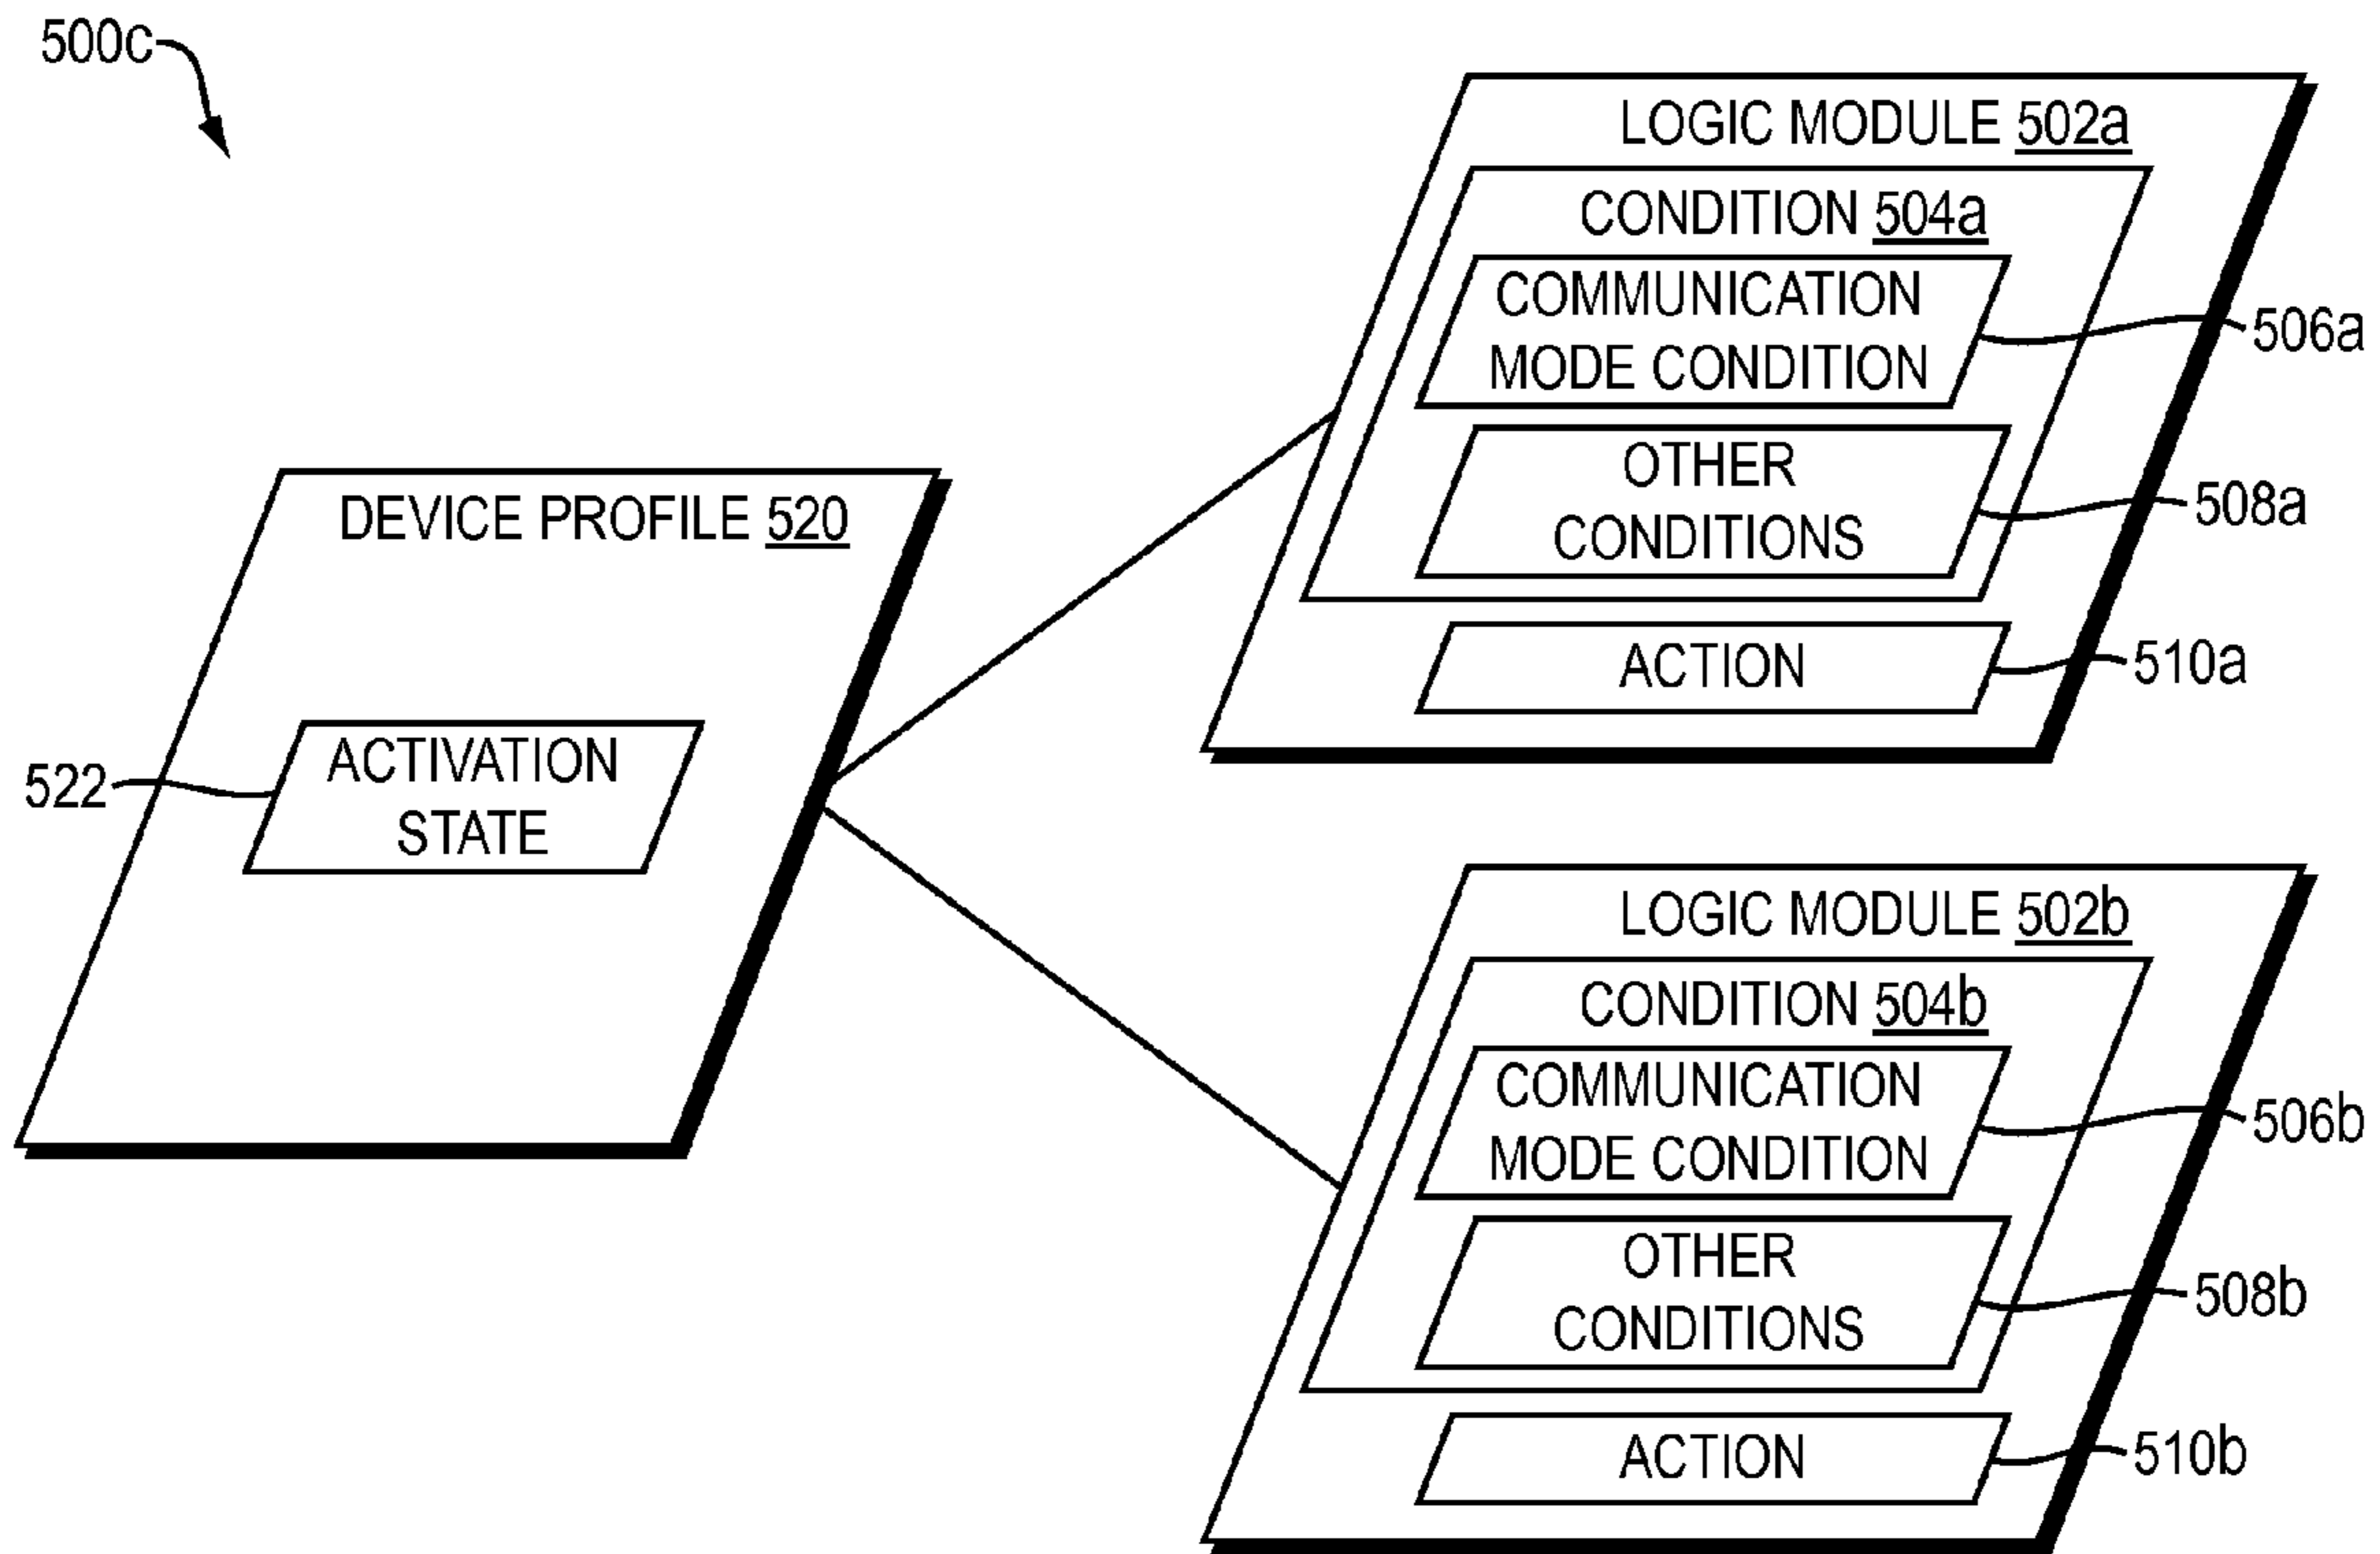 500c
LOGIC MODULE 502a
CONDITION 504a
COMMUNICATION
MODE CONDITION
506a
OTHER
CONDITIONS
508a
ACTION
510a
DEVICE PROFILE 520
ACTIVATION
STATE
522
LOGIC MODULE 502b
CONDITION 504b
COMMUNICATION
MODE CONDITION
506b
OTHER
CONDITIONS
508b
ACTION
510b